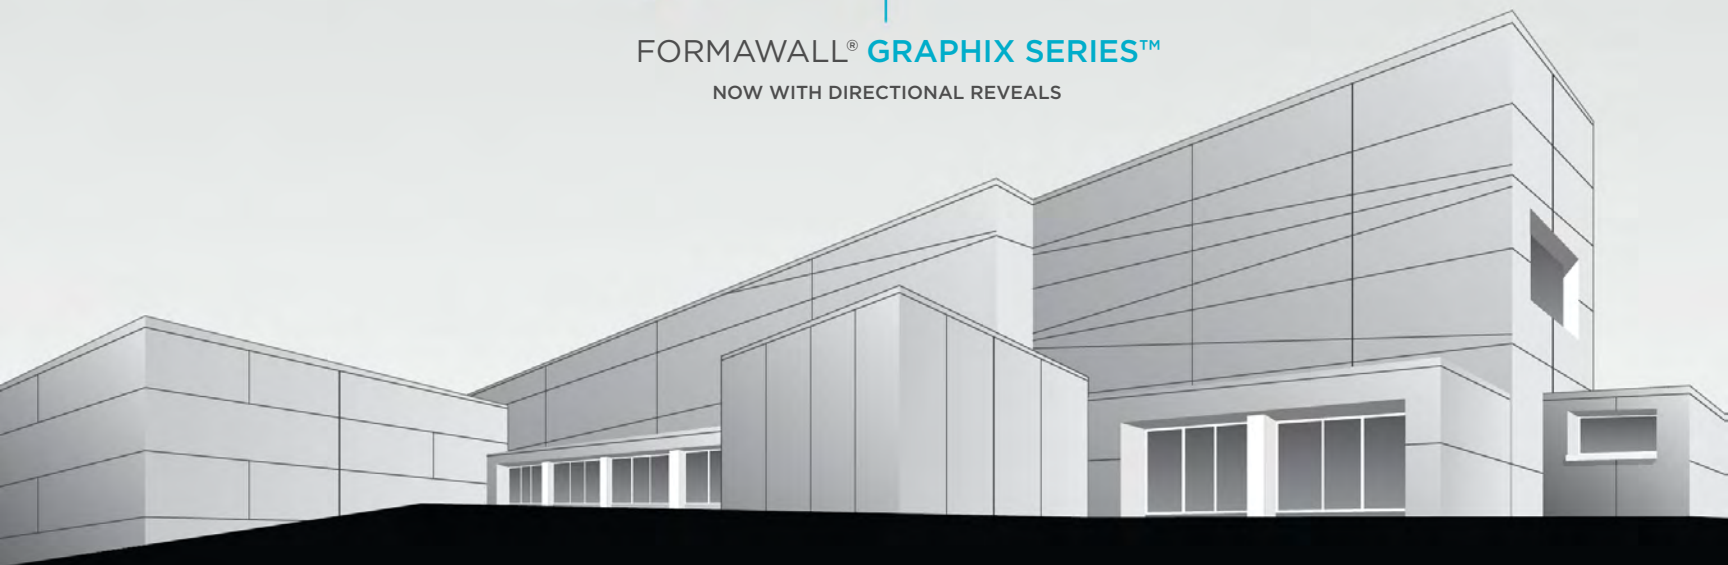 FORMAWALL® GRAPHIX SERIES™
NOW WITH DIRECTIONAL REVEALS